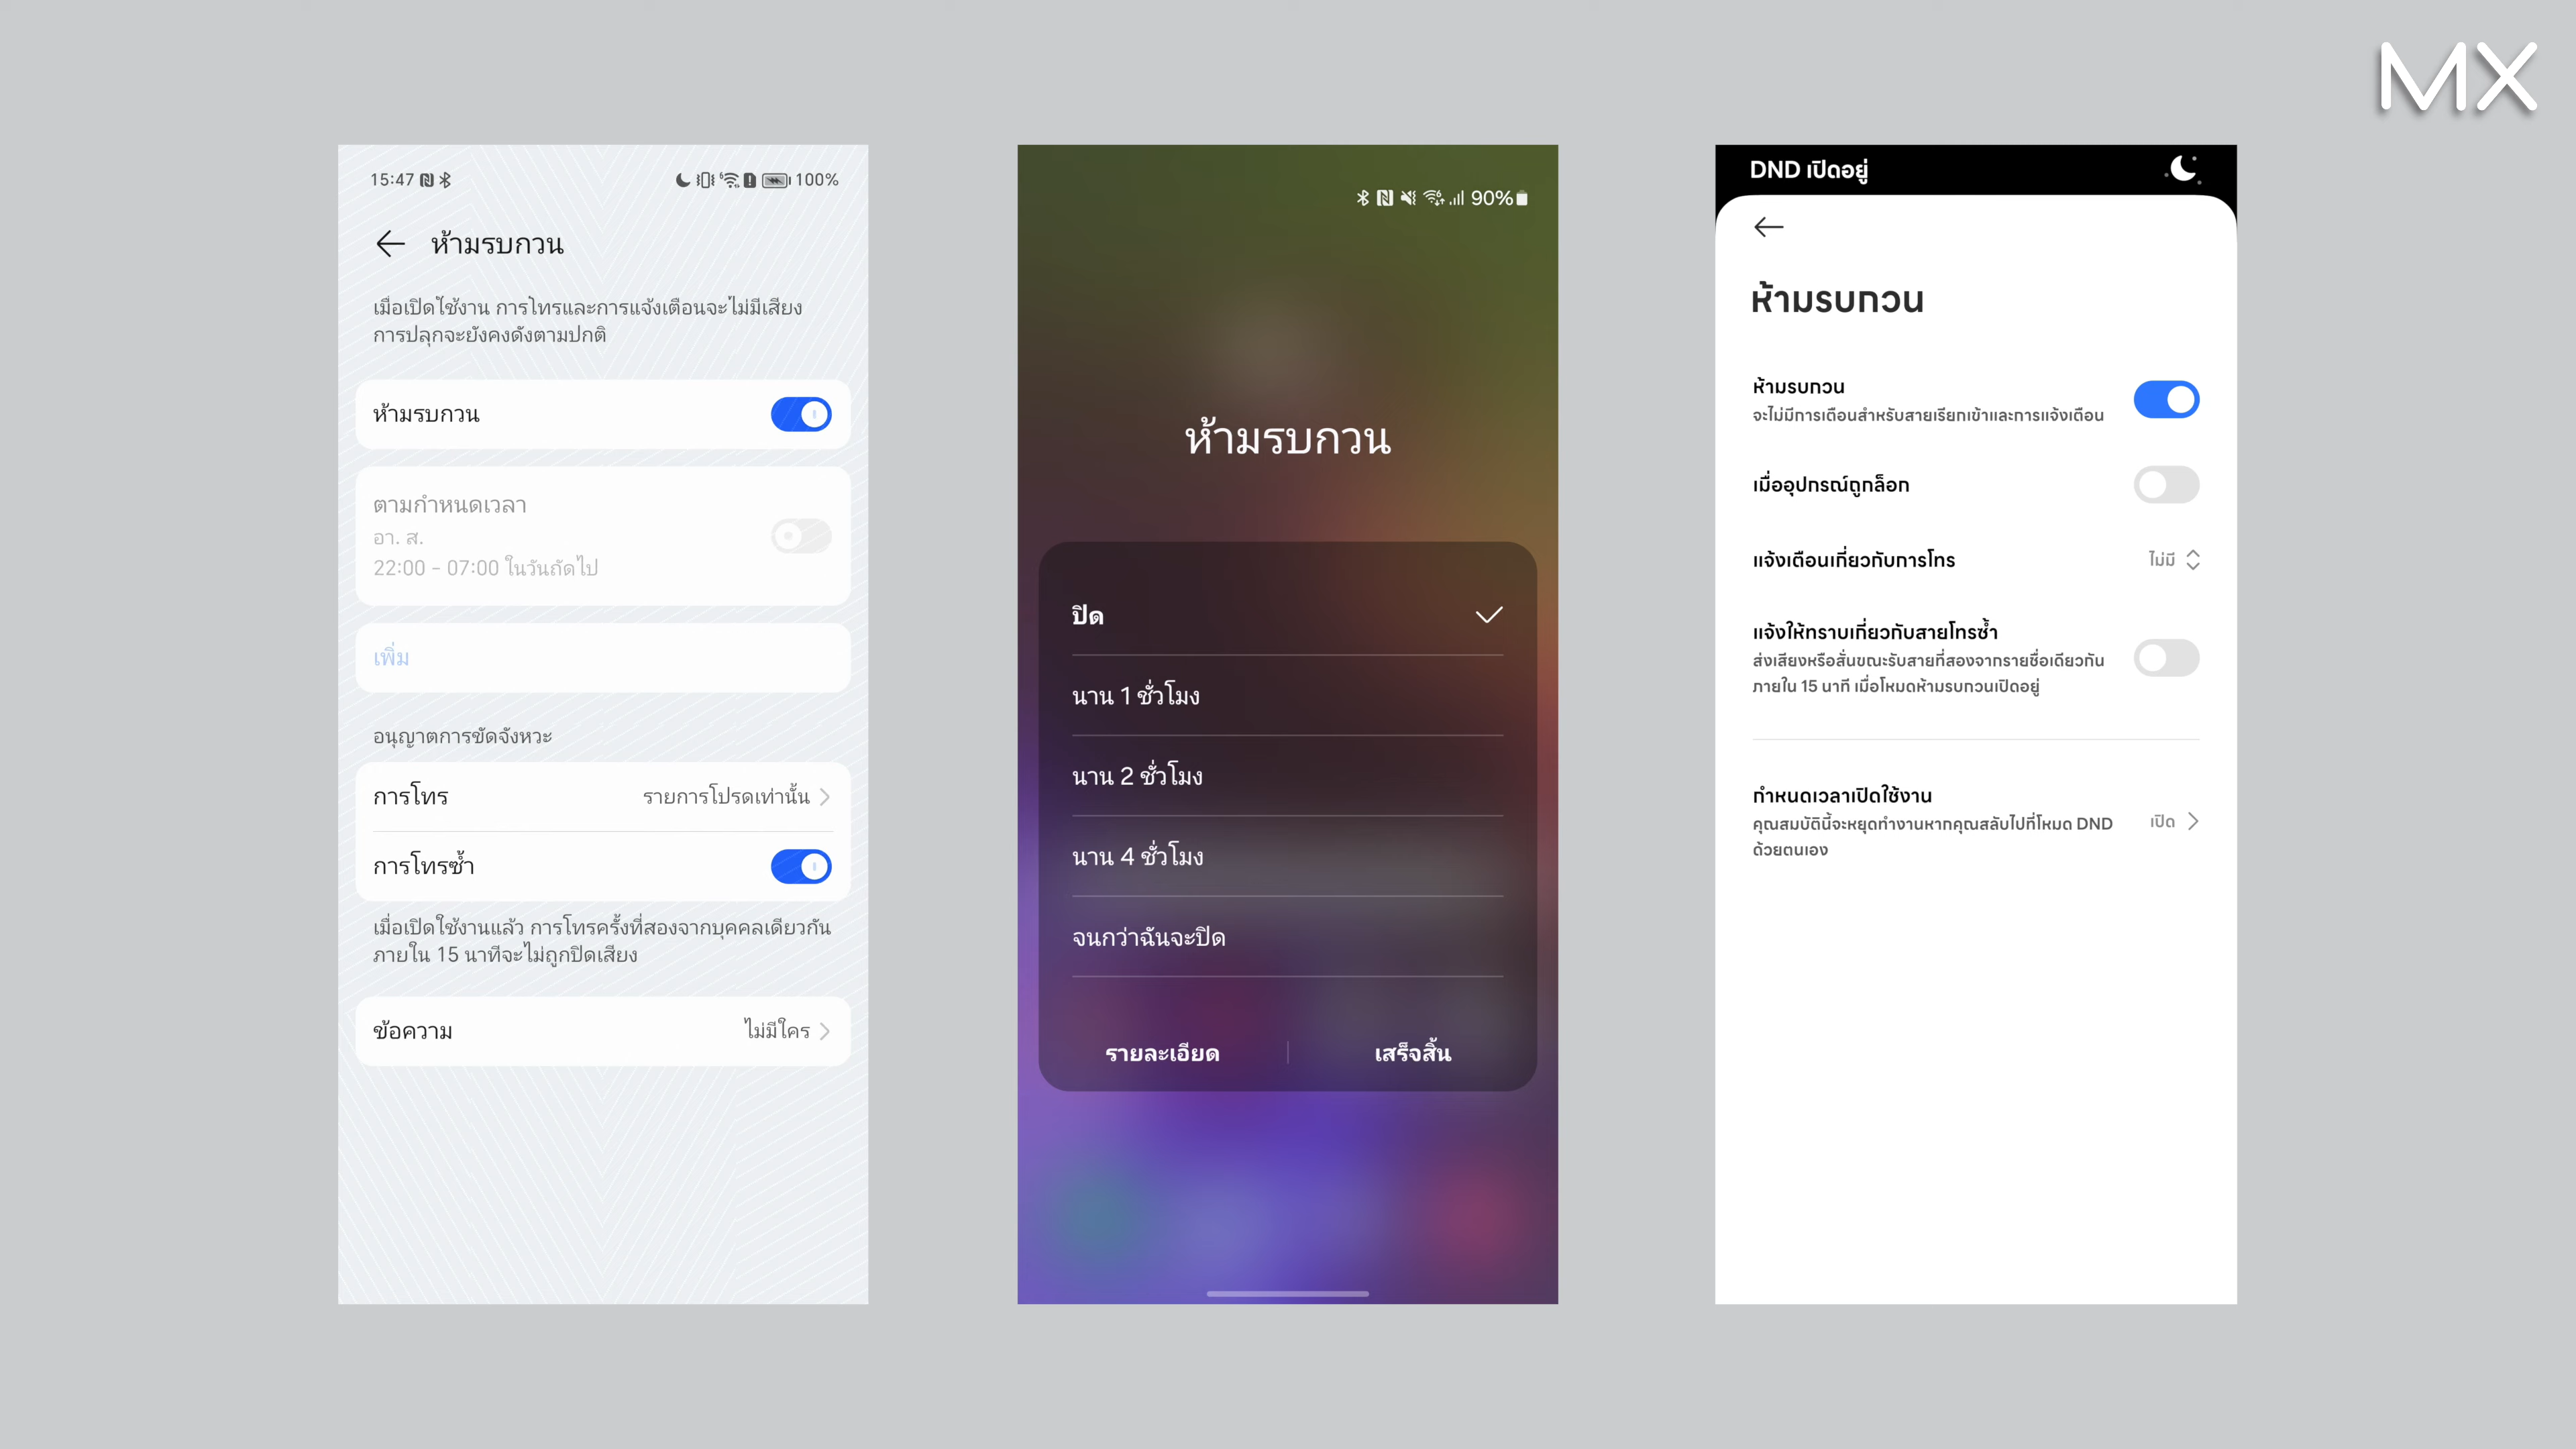 MX
15:47
100%
ห้ามรบกวน
เมื่อเปิดใช้งาน การโทรและการแจ้งเตือนจะไม่มีเสียง
การปลุกจะยังคงดังตามปกติ
ห้ามรบกวน
ตามกำหนดเวลา
อา. ส.
22:00 - 07:00 ในวันถัดไป
เพิ่ม
อนุญาตการขัดจังหวะ
การโทร
รายการโปรดเท่านั้น
การโทรซ้ำ
เมื่อเปิดใช้งานแล้ว การโทรครั้งที่สองจากบุคคลเดียวกัน
ภายใน 15 นาทีจะไม่ถูกปิดเสียง
ข้อความ
ไม่มีใคร
90%
ห้ามรบกวน
ปิด
นาน 1 ชั่วโมง
นาน 2 ชั่วโมง
นาน 4 ชั่วโมง
จนกว่าฉันจะปิด
รายละเอียด
เสร็จสิ้น
DND เปิดอยู่
ห้ามรบกวน
ห้ามรบกวน
จะไม่มีการเตือนสำหรับสายเรียกเข้าและการแจ้งเตือน
เมื่ออุปกรณ์ถูกล็อก
แจ้งเตือนเกี่ยวกับการโทร
ไม่มี
แจ้งให้ทราบเกี่ยวกับสายโทรซ้ำ
ส่งเสียงหรือสั่นขณะรับสายที่สองจากรายชื่อเดียวกัน
ภายใน 15 นาที เมื่อโหมดห้ามรบกวนเปิดอยู่
กำหนดเวลาเปิดใช้งาน
คุณสมบัตินี้จะหยุดทำงานหากคุณสลับไปที่โหมด DND
ด้วยตนเอง
เปิด